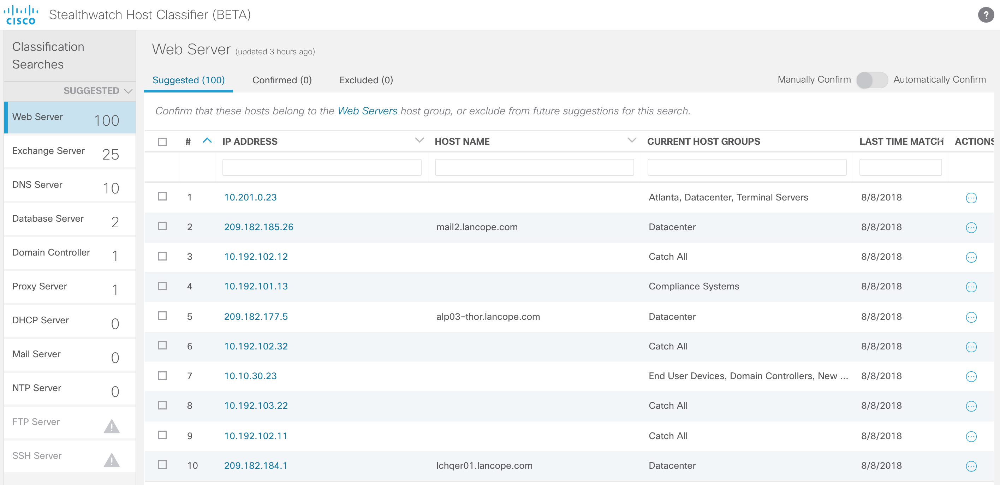 CISCO
Stealthwatch Host Classifier (BETA)
?
Classification
Searches
SUGGESTED
Web Server 100
Exchange Server 25
DNS Server 10
Database Server 2
Domain Controller 1
Proxy Server 1
DHCP Server 0
Mail Server 0
NTP Server 0
FTP Server
SSH Server
Web Server (updated 3 hours ago)
Suggested (100) Confirmed (0) Excluded (0)
Manually Confirm Automatically Confirm
Confirm that these hosts belong to the Web Servers host group, or exclude from future suggestions for this search.
# IP ADDRESS HOST NAME CURRENT HOST GROUPS LAST TIME MATCH ACTIONS
1 10.201.0.23 Atlanta, Datacenter, Terminal Servers 8/8/2018
2 209.182.185.26 mail2.lancope.com Datacenter 8/8/2018
3 10.192.102.12 Catch All 8/8/2018
4 10.192.101.13 Compliance Systems 8/8/2018
5 209.182.177.5 alp03-thor.lancope.com Datacenter 8/8/2018
6 10.192.102.32 Catch All 8/8/2018
7 10.10.30.23 End User Devices, Domain Controllers, New ... 8/8/2018
8 10.192.103.22 Catch All 8/8/2018
9 10.192.102.11 Catch All 8/8/2018
10 209.182.184.1 lchqer01.lancope.com Datacenter 8/8/2018